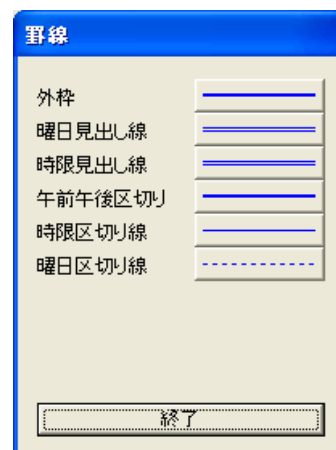 罫線
外枠
曜日見出し線
時限見出し線
午前午後区切り
時限区切り線
曜日区切り線
終了